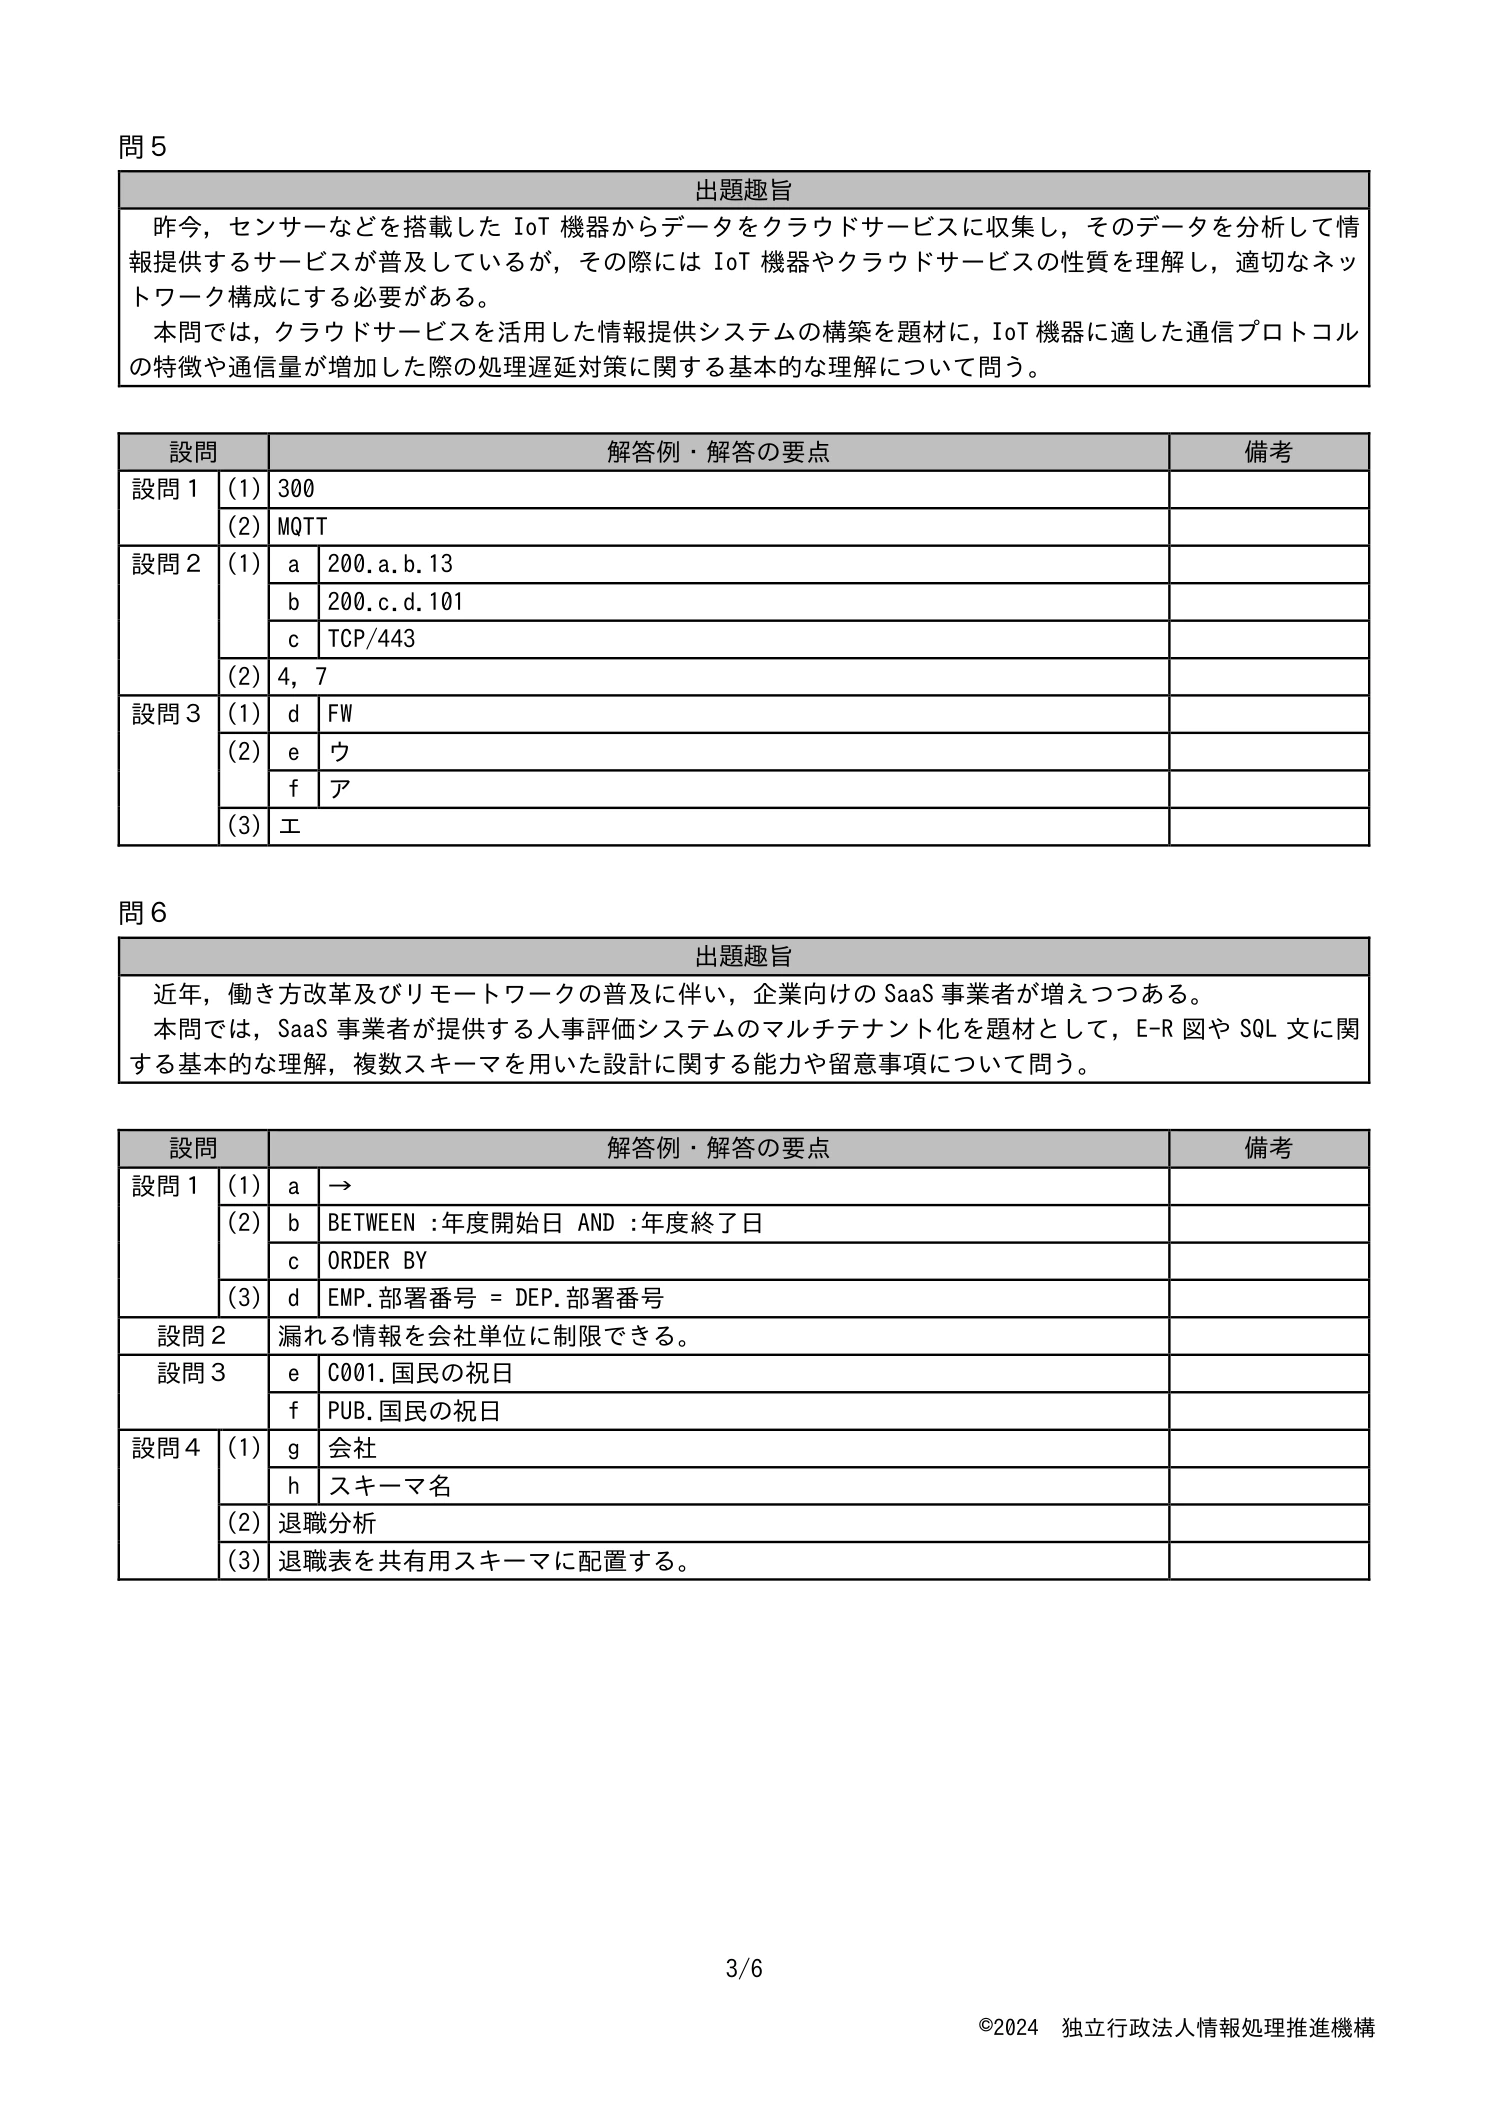 問５
出題趣旨
　昨今，センサーなどを搭載した IoT 機器からデータをクラウドサービスに収集し，そのデータを分析して情
報提供するサービスが普及しているが，その際には IoT 機器やクラウドサービスの性質を理解し，適切なネッ
トワーク構成にする必要がある。
　本問では，クラウドサービスを活用した情報提供システムの構築を題材に，IoT 機器に適した通信プロトコル
の特徴や通信量が増加した際の処理遅延対策に関する基本的な理解について問う。
設問 解答例・解答の要点 備考
設問１ (1) 300
(2) MQTT
設問２ (1) a 200.a.b.13
b 200.c.d.101
c TCP/443
(2) 4，7
設問３ (1) d FW
(2) e ウ
f ア
(3) エ
問６
出題趣旨
　近年，働き方改革及びリモートワークの普及に伴い，企業向けの SaaS 事業者が増えつつある。
　本問では，SaaS 事業者が提供する人事評価システムのマルチテナント化を題材として，E-R 図や SQL 文に関
する基本的な理解，複数スキーマを用いた設計に関する能力や留意事項について問う。
設問 解答例・解答の要点 備考
設問１ (1) a →
(2) b BETWEEN :年度開始日 AND :年度終了日
c ORDER BY
(3) d EMP.部署番号 = DEP.部署番号
設問２ 漏れる情報を会社単位に制限できる。
設問３ e C001.国民の祝日
f PUB.国民の祝日
設問４ (1) g 会社
h スキーマ名
(2) 退職分析
(3) 退職表を共有用スキーマに配置する。
3/6
©2024　独立行政法人情報処理推進機構